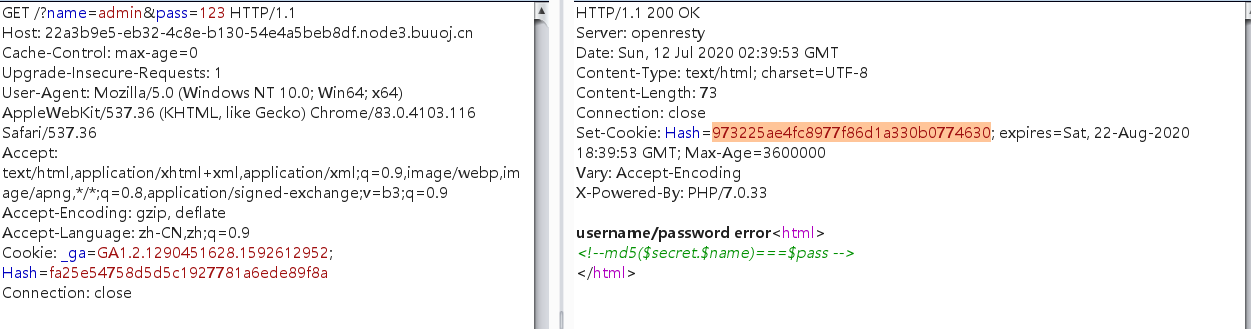 GET /?name=admin&pass=123 HTTP/1.1
Host: 22a3b9e5-eb32-4c8e-b130-54e4a5beb8df.node3.buuoj.cn
Cache-Control: max-age=0
Upgrade-Insecure-Requests: 1
User-Agent: Mozilla/5.0 (Windows NT 10.0; Win64; x64)
AppleWebKit/537.36 (KHTML, like Gecko) Chrome/83.0.4103.116
Safari/537.36
Accept:
text/html,application/xhtml+xml,application/xml;q=0.9,image/webp,im
age/apng,*/*;q=0.8,application/signed-exchange;v=b3;q=0.9
Accept-Encoding: gzip, deflate
Accept-Language: zh-CN,zh;q=0.9
Cookie: _ga=GA1.2.1290451628.1592612952;
Hash=fa25e54758d5d5c1927781a6ede89f8a
Connection: close
HTTP/1.1 200 OK
Server: openresty
Date: Sun, 12 Jul 2020 02:39:53 GMT
Content-Type: text/html; charset=UTF-8
Content-Length: 73
Connection: close
Set-Cookie: Hash=973225ae4fc8977f86d1a330b0774630; expires=Sat, 22-Aug-2020
18:39:53 GMT; Max-Age=3600000
Vary: Accept-Encoding
X-Powered-By: PHP/7.0.33
username/password error<html>
<!--md5($secret.$name)===$pass -->
</html>